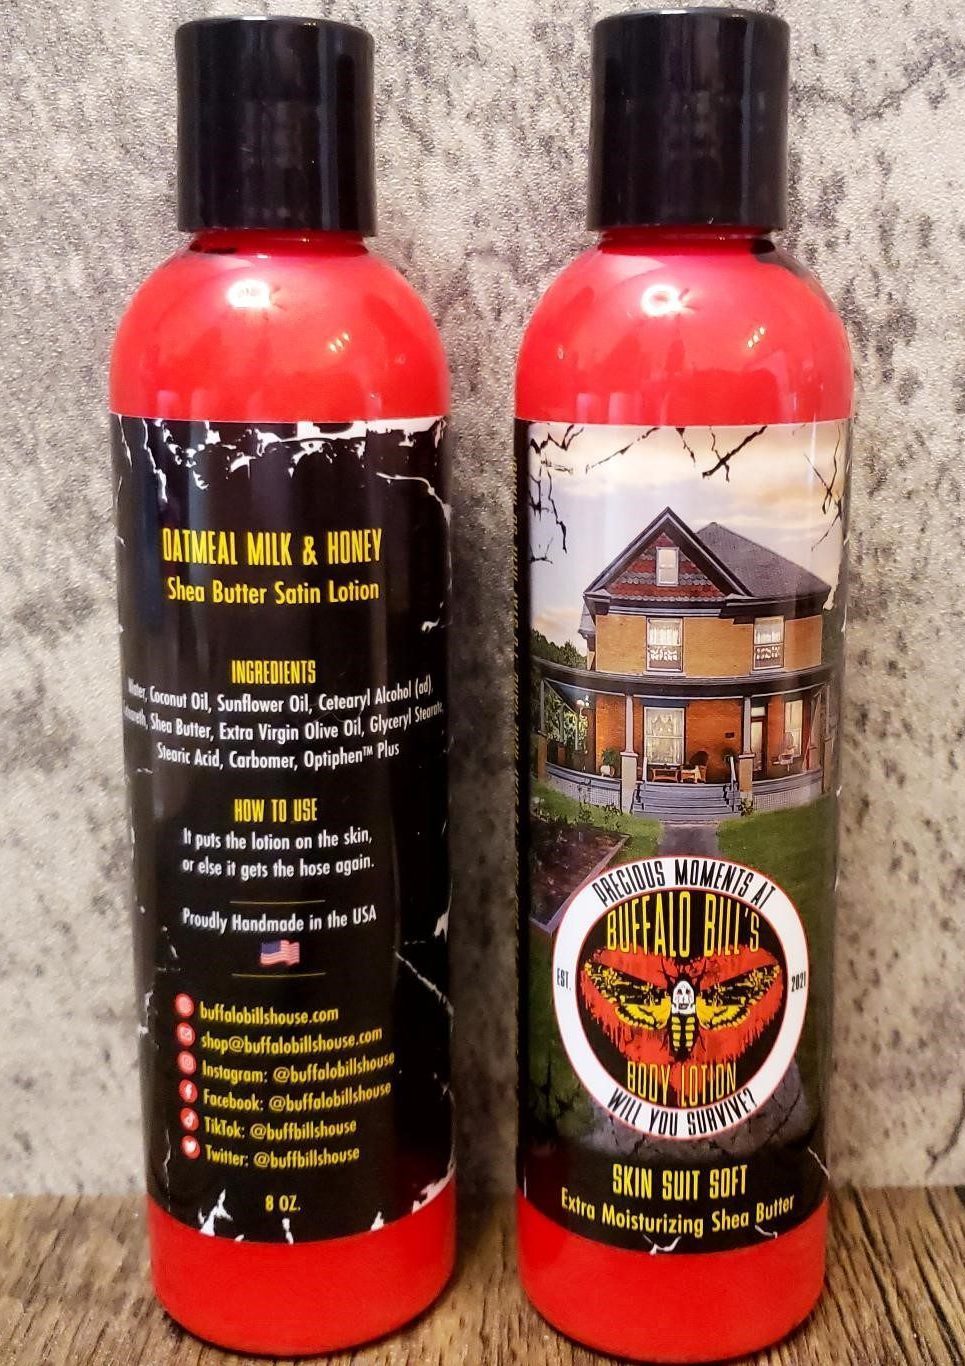 OATMEAL MILK & HONEY
Shea Butter Satin Lotion
INGREDIENTS
Water, Coconut Oil, Sunflower Oil, Cetearyl Alcohol (ad),
Shea Butter, Extra Virgin Olive Oil, Glyceryl Stearate,
Stearic Acid, Carbomer, Optiphen™ Plus
HOW TO USE
It puts the lotion on the skin,
or else it gets the hose again.
Proudly Handmade in the USA
buffalobillshouse.com
shop@buffalobillshouse.com
Instagram: @buffalobillshouse
Facebook: @buffalobillshouse
TikTok: @buffbillshouse
Twitter: @buffbillshouse
8 OZ.
PRECIOUS MOMENTS AT
BUFFALO BILL'S
EST. 2021
BODY LOTION
WILL YOU SURVIVE?
SKIN SUIT SOFT
Extra Moisturizing Shea Butter